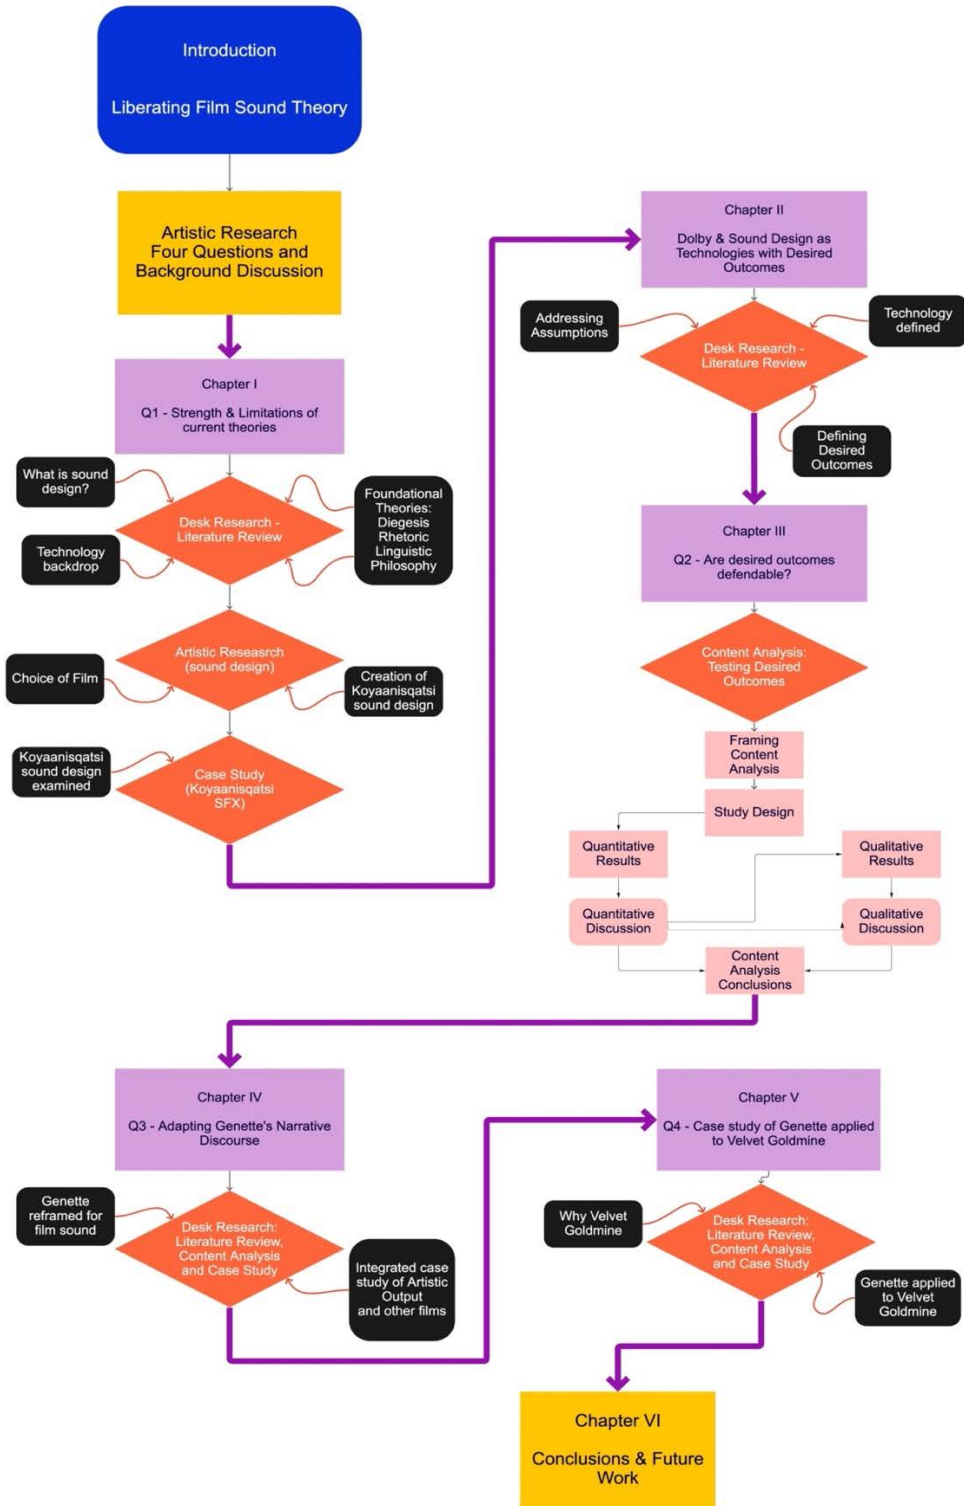 Introduction
Liberating Film Sound Theory
Artistic Research
Four Questions and
Background Discussion
Chapter I
Q1 - Strength & Limitations of
current theories
What is sound
design?
Technology
backdrop
Desk Research -
Literature Review
Foundational
Theories:
Diegesis
Rhetoric
Linguistic
Philosophy
Artistic Research
(sound design)
Choice of Film
Creation of
Koyaanisqatsi
sound design
Koyaanisqatsi
sound design
examined
Case Study
(Koyaanisqatsi
SFX)
Chapter II
Dolby & Sound Design as
Technologies with Desired
Outcomes
Addressing
Assumptions
Technology
defined
Desk Research -
Literature Review
Defining
Desired
Outcomes
Chapter III
Q2 - Are desired outcomes
defendable?
Content Analysis:
Testing Desired
Outcomes
Framing
Content
Analysis
Study Design
Quantitative
Results
Qualitative
Results
Quantitative
Discussion
Qualitative
Discussion
Content
Analysis
Conclusions
Chapter IV
Q3 - Adapting Genette's Narrative
Discourse
Genette
reframed for
film sound
Desk Research:
Literature Review,
Content Analysis
and Case Study
Integrated case
study of Artistic
Output
and other films
Chapter V
Q4 - Case study of Genette applied
to Velvet Goldmine
Why Velvet
Goldmine
Desk Research:
Literature Review,
Content Analysis
and Case Study
Genette applied
to Velvet
Goldmine
Chapter VI
Conclusions & Future
Work